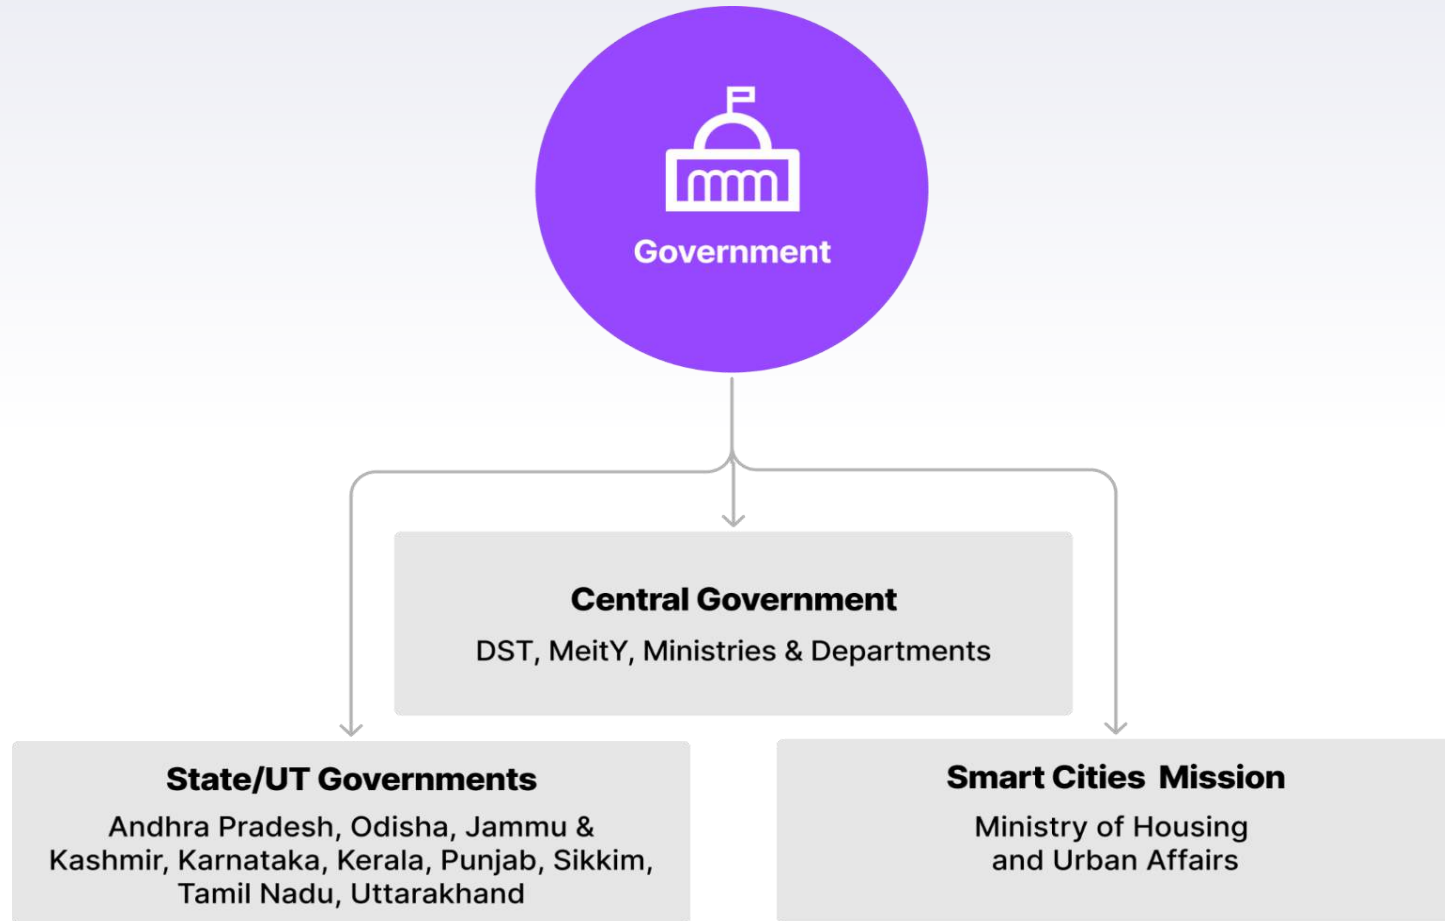 Government
Central Government
DST, MeitY, Ministries & Departments
State/UT Governments
Andhra Pradesh, Odisha, Jammu &
Kashmir, Karnataka, Kerala, Punjab, Sikkim,
Tamil Nadu, Uttarakhand
Smart Cities Mission
Ministry of Housing
and Urban Affairs